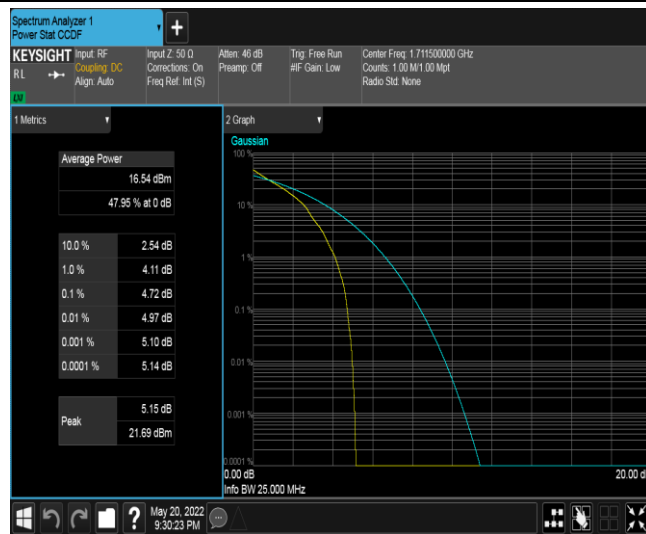 Spectrum Analyzer 1
Power Stat CCDF
KEYSIGHT
RL
LXI
Input: RF
Coupling: DC
Align: Auto
Input Z: 50 Ω
Corrections: On
Freq Ref: Int (S)
Atten: 46 dB
Preamp: Off
Trig: Free Run
#IF Gain: Low
Center Freq: 1.711500000 GHz
Counts: 1.00 M/1.00 Mpt
Radio Std: None
1 Metrics
Average Power
16.54 dBm
47.95 % at 0 dB
10.0 % 2.54 dB
1.0 % 4.11 dB
0.1 % 4.72 dB
0.01 % 4.97 dB
0.001 % 5.10 dB
0.0001 % 5.14 dB
Peak
5.15 dB
21.69 dBm
2 Graph
Gaussian
100 %
10 %
1 %
0.1 %
0.01 %
0.001 %
0.0001 %
0.00 dB
20.00 d
Info BW 25.000 MHz
?
May 20, 2022
9:30:23 PM